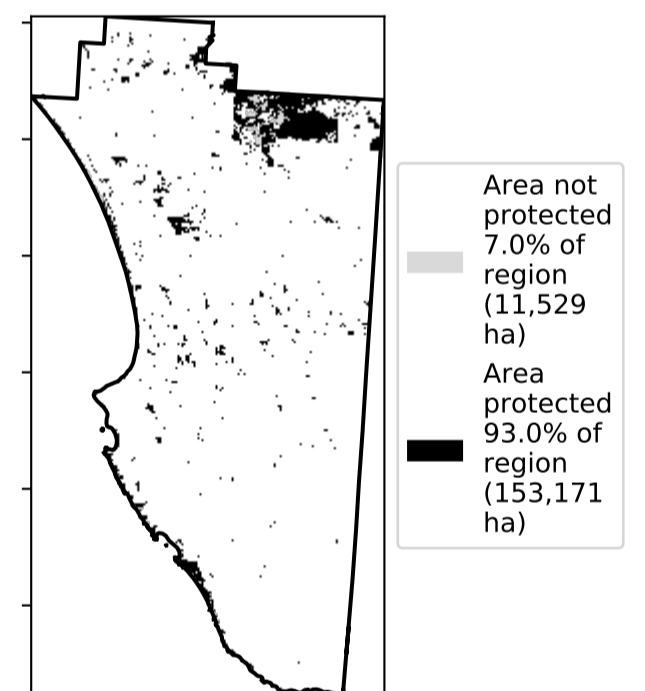 Area not
protected
7.0% of
region
(11,529
ha)
Area
protected
93.0% of
region
(153,171
ha)